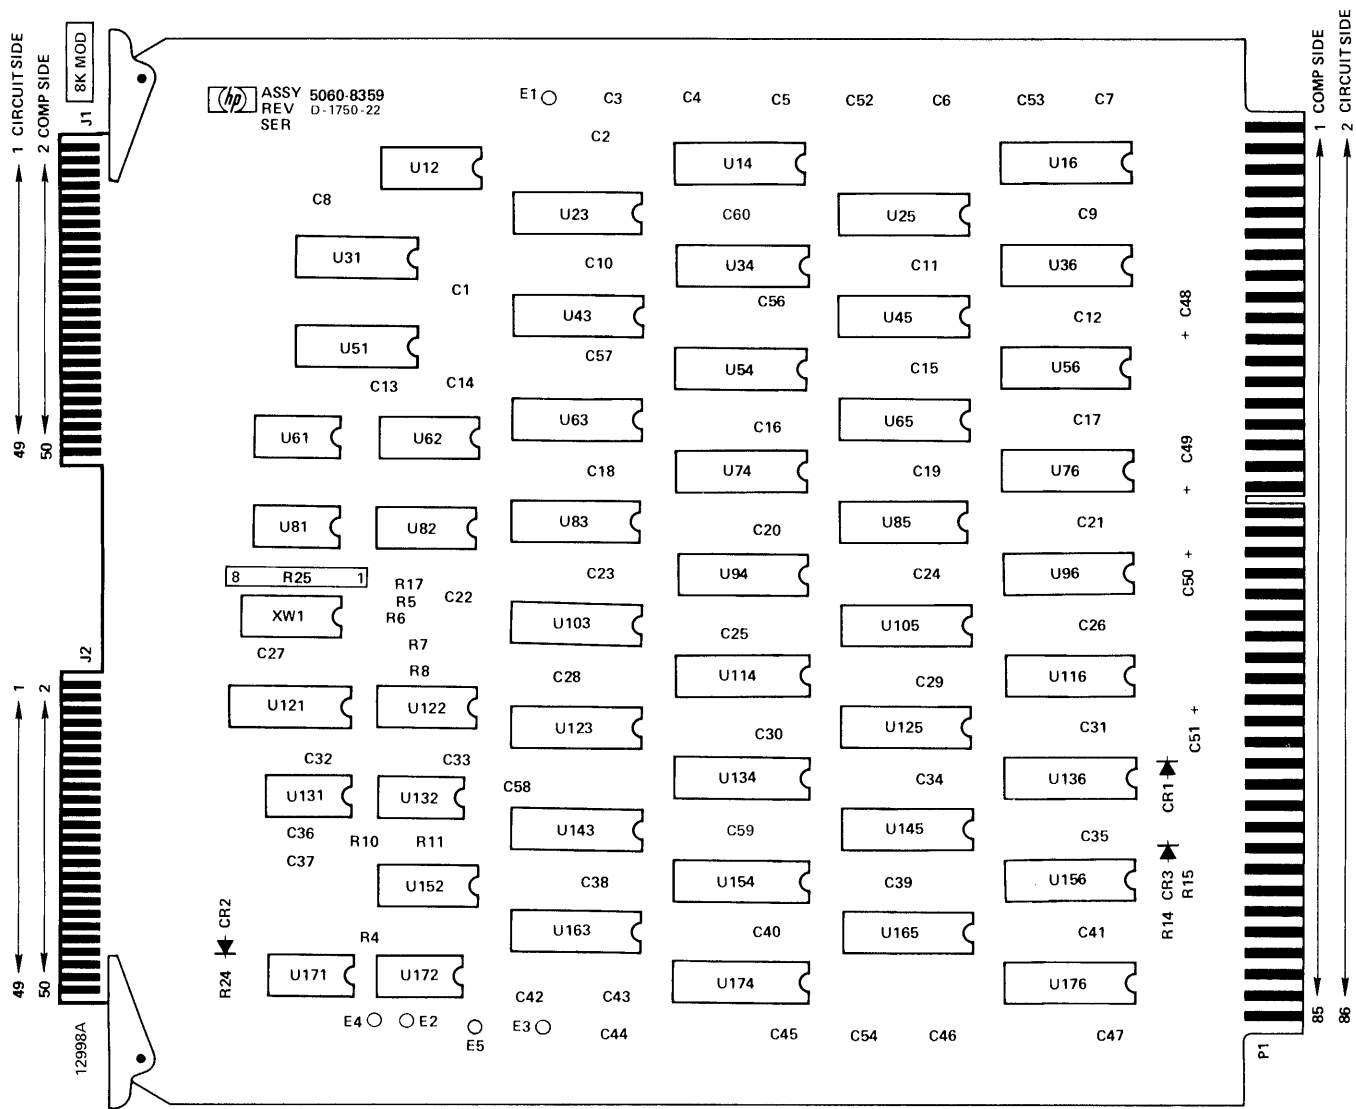 1 CIRCUIT SIDE
2 COMP SIDE
8K MOD
J1
hp
ASSY 5060-8359
REV D-1750-22
SER
E1 C3 C4 C5 C52 C6 C53 C7
1 COMP SIDE
2 CIRCUIT SIDE
C2
U12 U14 U16
C8
U23 C60 U25 C9
U31 C10 U34 C11 U36
C1
C56
C48
+
U43 U45 C12
U51 C57 U54 C15 U56
C13 C14
U61 U62 U63 C16 U65 C17
49
50
C49
+
C18 U74 C19 U76
U81 U82 U83 C20 U85 C21
8 R25 1
R17
R5
R6
C22
C23 U94 C24 U96
C50 +
XW1 U103 C25 U105 C26
R7
R8
C27
J2
C28 U114 C29 U116
1
2
U121 U122 U123 C30 U125 C31
C51 +
C32 C33 C58 U134 C34 U136
CR1
U131 U132 U143 C59 U145 C35
C36
R10 R11
C37
U152 C38 U154 C39 U156
CR3
R15
R14
CR2
R24
R4
U163 C40 U165 C41
U171 U172 U174 U176
49
50
C42 C43
E4 E2 E5 E3
C44 C45 C54 C46 C47
85
86
12998A
P1